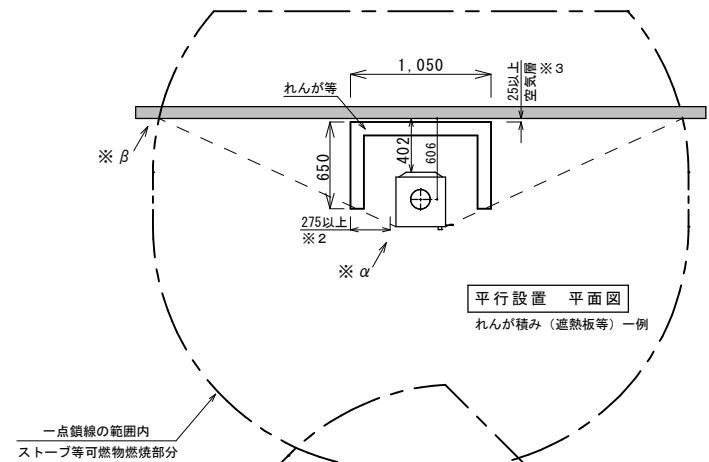 1,050
25以上
空気層 ※3
れんが等
※β
650
402
606
275以上
※2
※α
平行設置 平面図
れんが積み（遮熱板等）一例
一点鎖線の範囲内
ストーブ等可燃物燃焼部分